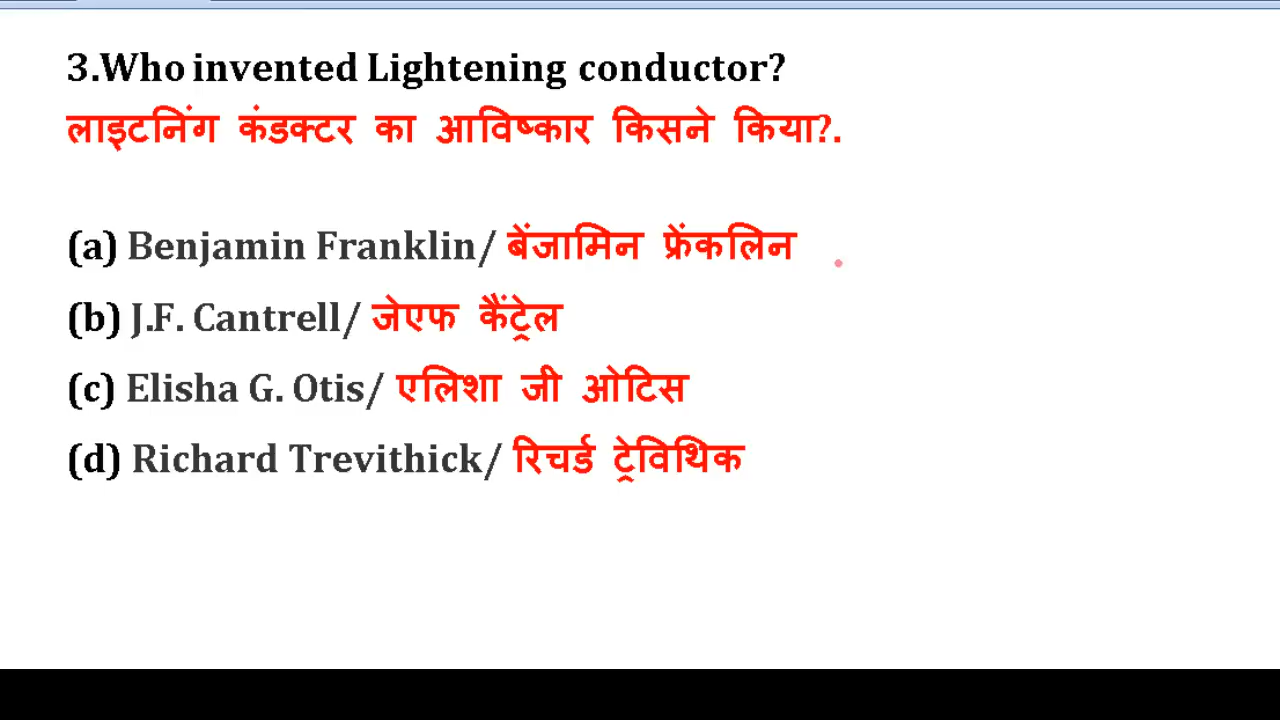 3.Who invented Lightening conductor?
लाइटनिंग कंडक्टर का आविष्कार किसने किया?.
(a) Benjamin Franklin/ बेंजामिन फ्रेंकलिन
(b) J.F. Cantrell/ जेएफ कैंट्रेल
(c) Elisha G. Otis/ एलिशा जी ओटिस
(d) Richard Trevithick/ रिचर्ड ट्रेविथिक